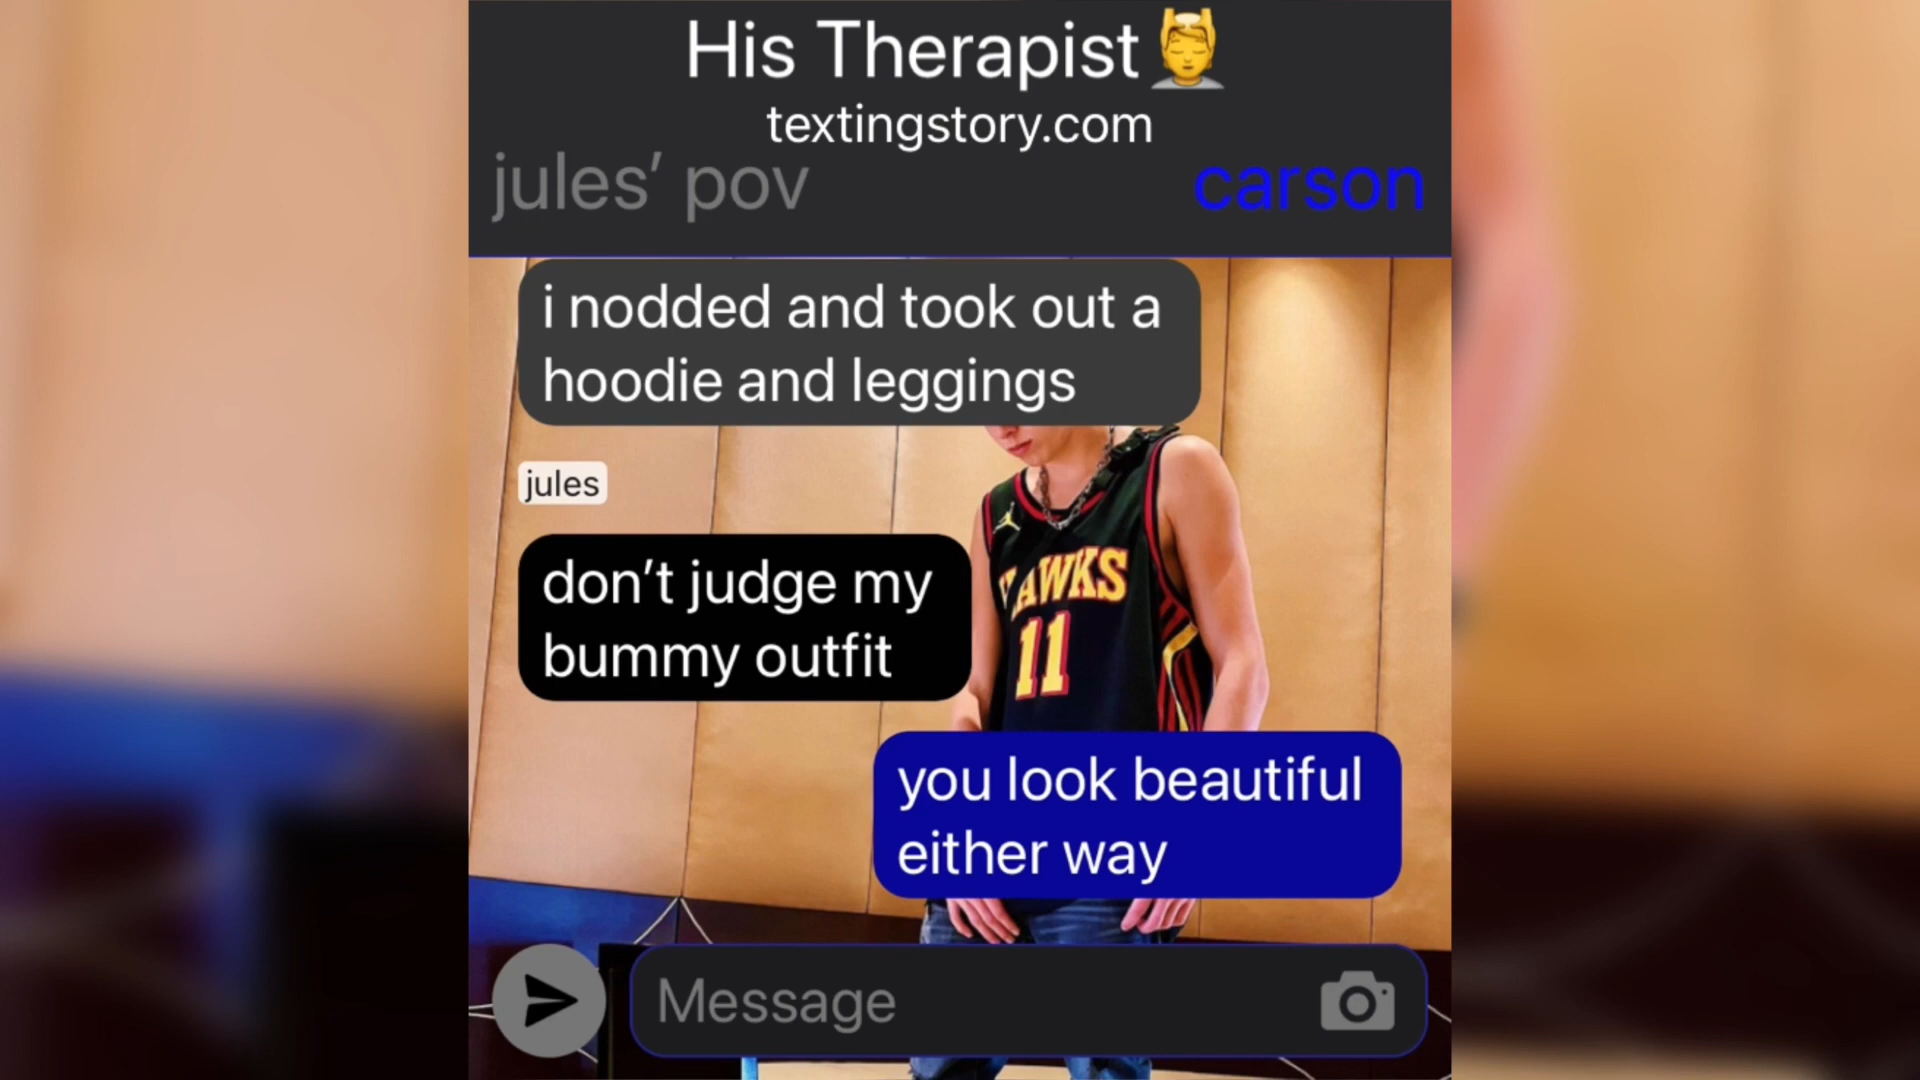 His Therapist
textingstory.com
jules’ pov
carson
i nodded and took out a
hoodie and leggings
jules
don’t judge my
bummy outfit
HAWKS
11
you look beautiful
either way
Message